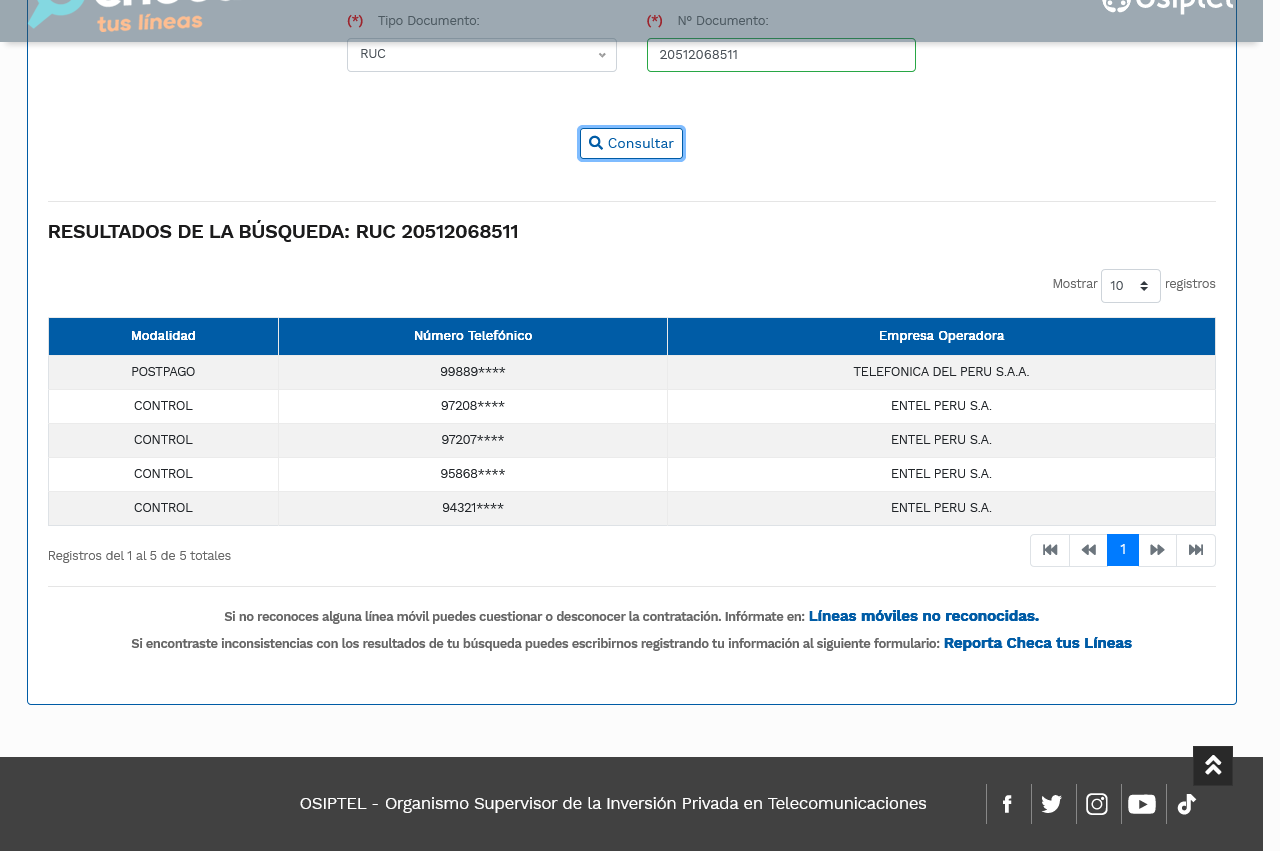 tus líneas
Osiptel
(*) Tipo Documento:
(*) Nº Documento:
RUC
20512068511
Consultar
RESULTADOS DE LA BÚSQUEDA: RUC 20512068511
Mostrar 10 registros
Modalidad Número Telefónico Empresa Operadora
POSTPAGO 99889**** TELEFONICA DEL PERU S.A.A.
CONTROL 97208**** ENTEL PERU S.A.
CONTROL 97207**** ENTEL PERU S.A.
CONTROL 95868**** ENTEL PERU S.A.
CONTROL 94321**** ENTEL PERU S.A.
Registros del 1 al 5 de 5 totales
1
Si no reconoces alguna línea móvil puedes cuestionar o desconocer la contratación. Infórmate en: Líneas móviles no reconocidas.
Si encontraste inconsistencias con los resultados de tu búsqueda puedes escribirnos registrando tu información al siguiente formulario: Reporta Checa tus Líneas
OSIPTEL - Organismo Supervisor de la Inversión Privada en Telecomunicaciones